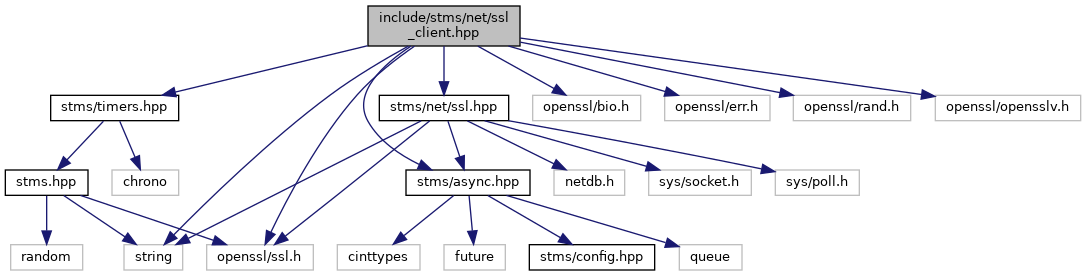 include/stms/net/ssl
_client.hpp
stms/timers.hpp
stms/net/ssl.hpp
openssl/bio.h
openssl/err.h
openssl/rand.h
openssl/opensslv.h
stms.hpp
chrono
stms/async.hpp
netdb.h
sys/socket.h
sys/poll.h
random
string
openssl/ssl.h
cinttypes
future
stms/config.hpp
queue